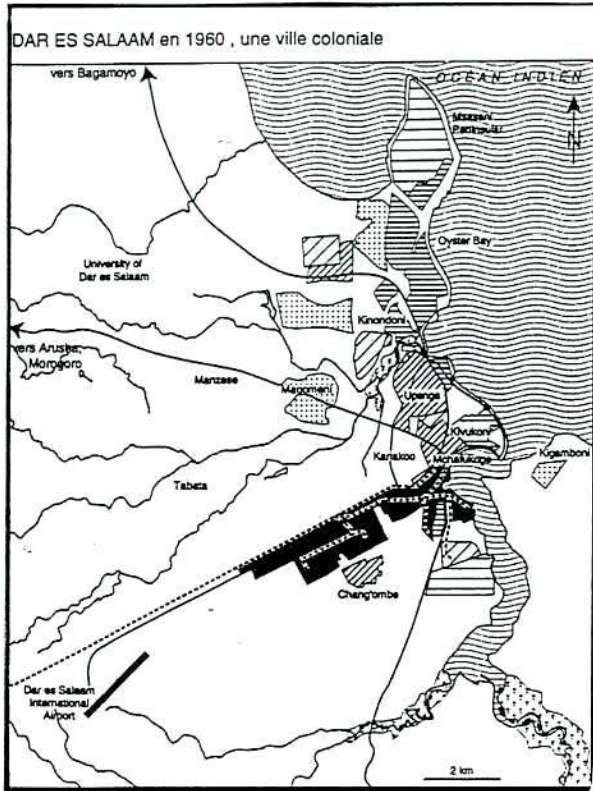 DAR ES SALAAM en 1960 , une ville coloniale
vers Bagamoyo
OCEAN INDIEN
Msasani
Peninsula
N
Oyster Bay
University of
Dar es Salaam
Kinondoni
vers Arusha,
Morogoro
Manzese
Magomeni
Upanga
Kivukoni
Kariakoo
Mchafukoge
Kigamboni
Tabata
Chang'ombe
Dar es Salaam
International
Airport
2 km